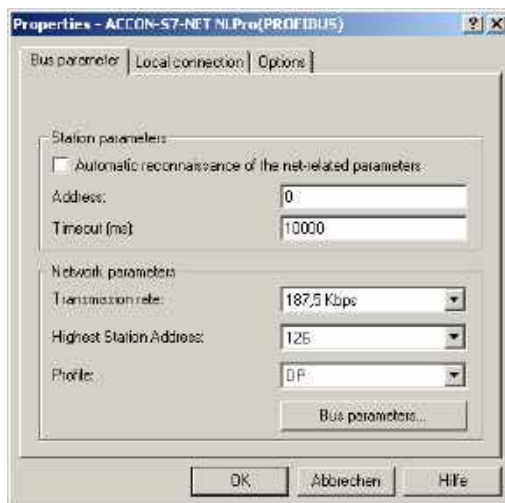 Properties - ACCON-S7-NET NLPro(PROFIBUS)
Bus parameter Local connection Options
Station parameters
Automatic reconnaissance of the net-related parameters
Address: 0
Timeout (ms): 10000
Network parameters
Transmission rate: 187,5 Kbps
Highest Station Address: 126
Profile: DP
Bus parameters...
OK Abbrechen Hilfe